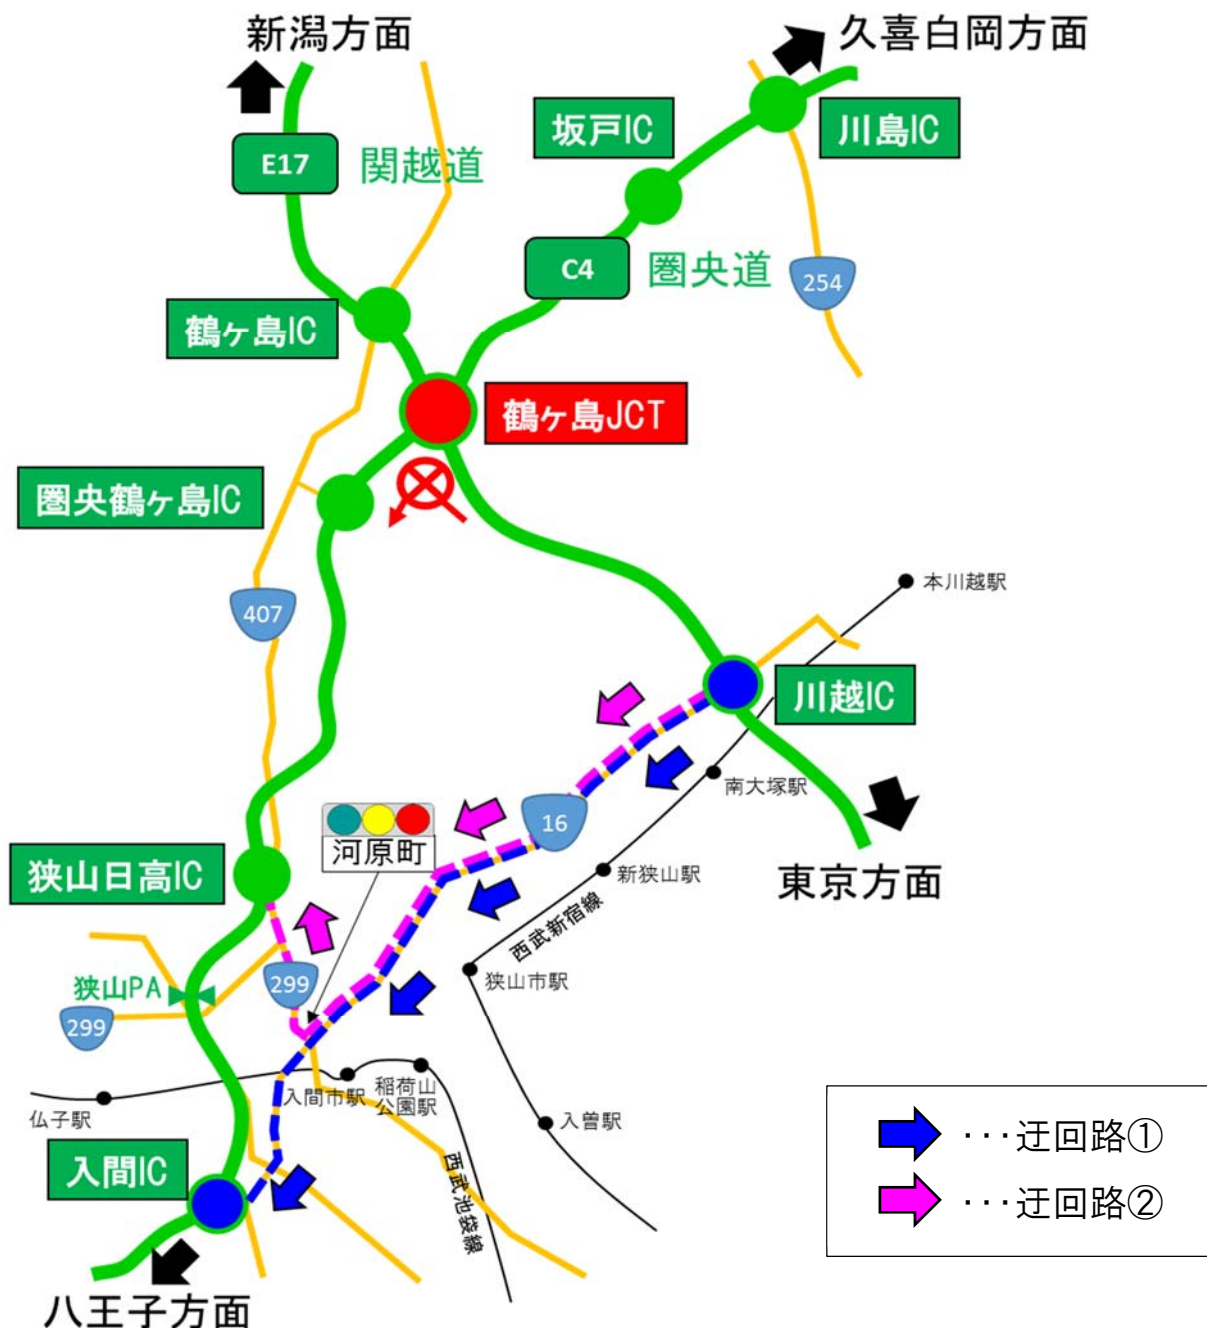 新潟方面
久喜白岡方面
坂戸IC
川島IC
E17
関越道
C4
圏央道
254
鶴ヶ島IC
鶴ヶ島JCT
圏央鶴ヶ島IC
407
本川越駅
川越IC
南大塚駅
16
河原町
新狭山駅
東京方面
狭山日高IC
西武新宿線
狭山市駅
狭山PA
299
299
入間市駅
稲荷山
公園駅
仏子駅
入曽駅
入間IC
西武池袋線
八王子方面
･･･迂回路①
･･･迂回路②